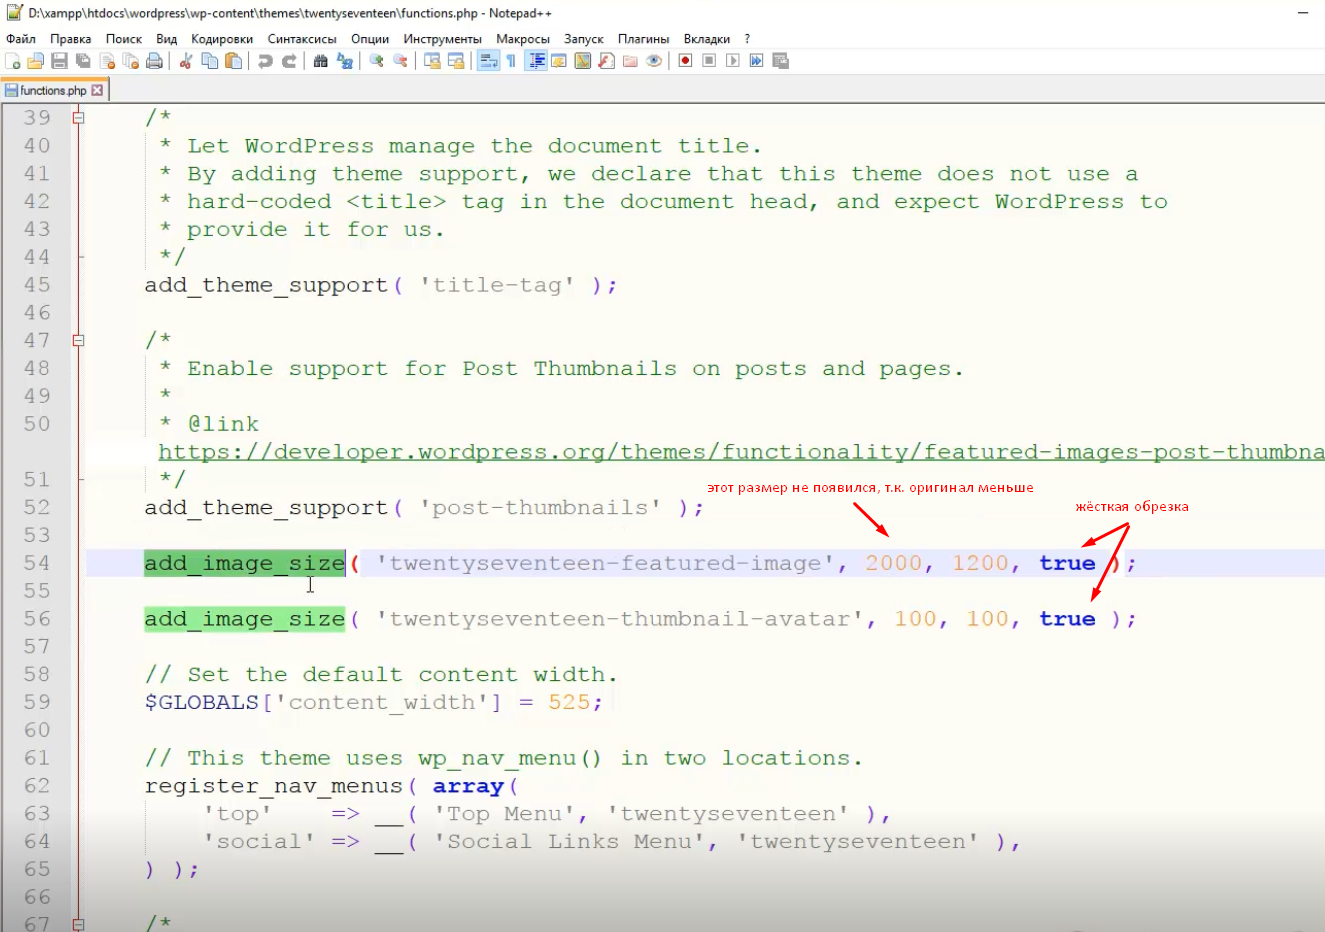 D:\xampp\htdocs\wordpress\wp-content\themes\twentyseventeen\functions.php - Notepad++
Файл Правка Поиск Вид Кодировки Синтаксисы Опции Инструменты Макросы Запуск Плагины Вкладки ?
functions.php
39 /*
40 * Let WordPress manage the document title.
41 * By adding theme support, we declare that this theme does not use a
42 * hard-coded <title> tag in the document head, and expect WordPress to
43 * provide it for us.
44 */
45 add_theme_support( 'title-tag' );
46
47 /*
48 * Enable support for Post Thumbnails on posts and pages.
49 *
50 * @link
https://developer.wordpress.org/themes/functionality/featured-images-post-thumbna
51 */
этот размер не появился, т.к. оригинал меньше
52 add_theme_support( 'post-thumbnails' );
жёсткая обрезка
53
54 add_image_size( 'twentyseventeen-featured-image', 2000, 1200, true );
55
56 add_image_size( 'twentyseventeen-thumbnail-avatar', 100, 100, true );
57
58 // Set the default content width.
59 $GLOBALS['content_width'] = 525;
60
61 // This theme uses wp_nav_menu() in two locations.
62 register_nav_menus( array(
63 'top' => __( 'Top Menu', 'twentyseventeen' ),
64 'social' => __( 'Social Links Menu', 'twentyseventeen' ),
65 ) );
66
67 /*